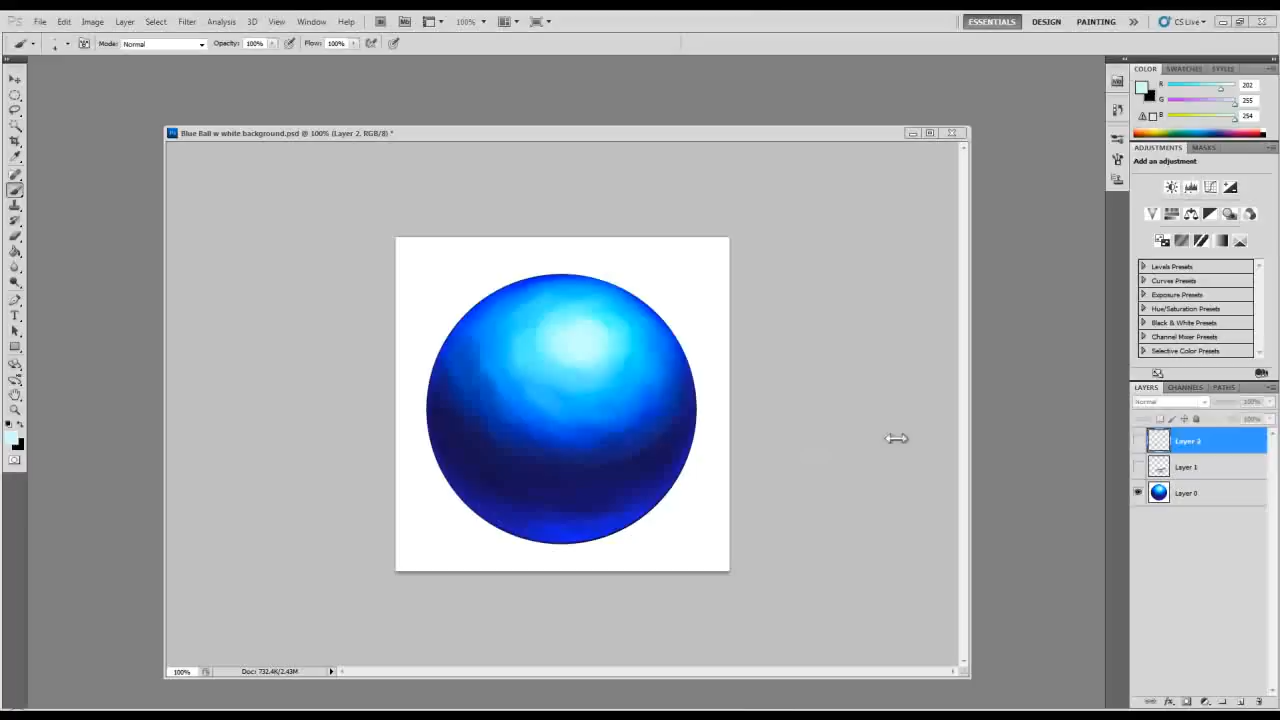 Ps File Edit Image Layer Select Filter Analysis 3D View Window Help Br Mb 100% ESSENTIALS DESIGN PAINTING CS Live
Mode: Normal Opacity: 100% Flow: 100%
COLOR SWATCHES STYLES
R 202
G 255
B 254
Blue Ball w white background.psd @ 100% (Layer 2, RGB/8) *
ADJUSTMENTS MASKS
Add an adjustment
Levels Presets
Curves Presets
Exposure Presets
Hue/Saturation Presets
Black & White Presets
Channel Mixer Presets
Selective Color Presets
LAYERS CHANNELS PATHS
Normal 100%
100%
Layer 2
Layer 1
Layer 0
100% Doc: 732.4K/2.43M